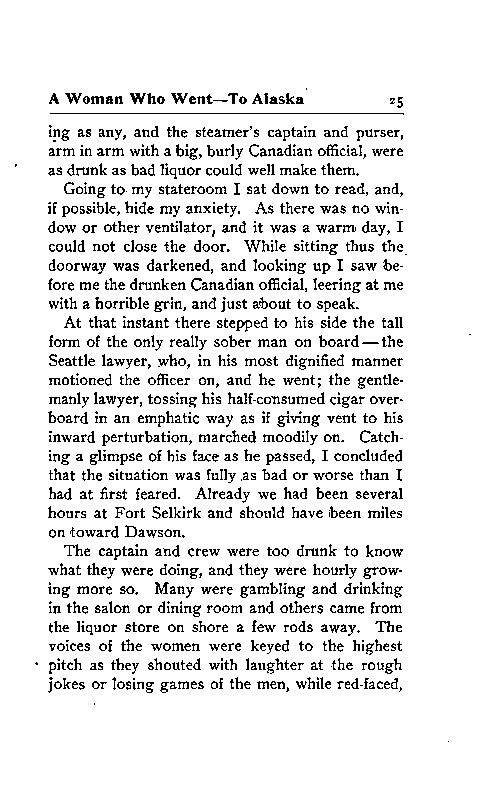 A Woman Who Went—To Alaska 25
ing as any, and the steamer's captain and purser,
arm in arm with a big, burly Canadian official, were
as drunk as bad liquor could well make them.
Going to my stateroom I sat down to read, and,
if possible, hide my anxiety. As there was no win-
dow or other ventilator, and it was a warm day, I
could not close the door. While sitting thus the
doorway was darkened, and looking up I saw be-
fore me the drunken Canadian official, leering at me
with a horrible grin, and just about to speak.
At that instant there stepped to his side the tall
form of the only really sober man on board—the
Seattle lawyer, who, in his most dignified manner
motioned the officer on, and he went; the gentle-
manly lawyer, tossing his half-consumed cigar over-
board in an emphatic way as if giving vent to his
inward perturbation, marched moodily on. Catch-
ing a glimpse of his face as he passed, I concluded
that the situation was fully as bad or worse than I
had at first feared. Already we had been several
hours at Fort Selkirk and should have been miles
on toward Dawson.
The captain and crew were too drunk to know
what they were doing, and they were hourly grow-
ing more so. Many were gambling and drinking
in the salon or dining room and others came from
the liquor store on shore a few rods away. The
voices of the women were keyed to the highest
pitch as they shouted with laughter at the rough
jokes or losing games of the men, while red-faced,